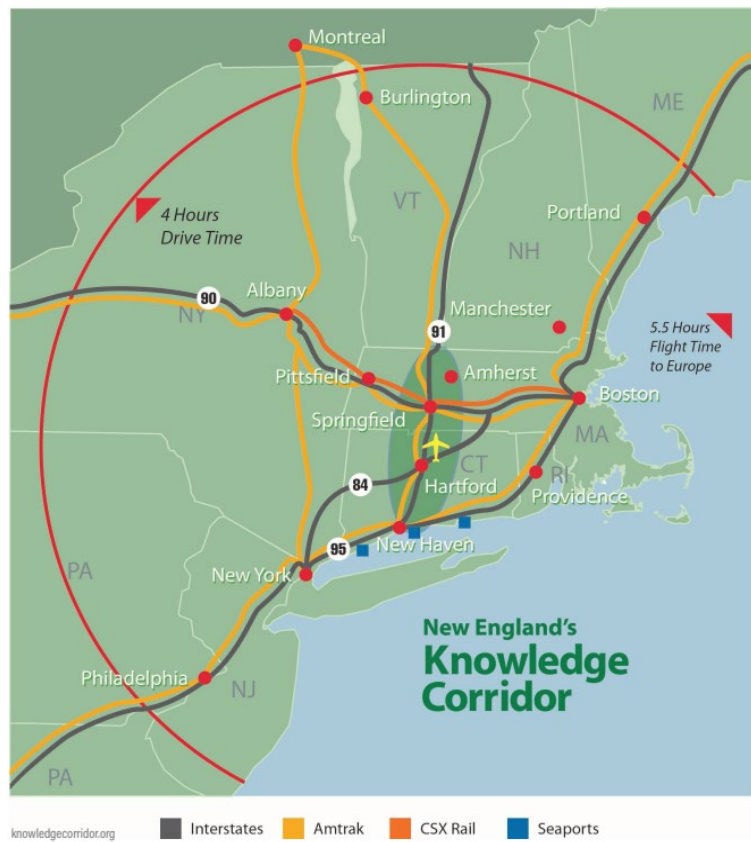 Montreal
Burlington
ME
VT
Portland
4 Hours
Drive Time
NH
90
Albany
NY
Manchester
91
5.5 Hours
Flight Time
to Europe
Pittsfield
Amherst
Springfield
Boston
MA
CT
84
Hartford
RI
Providence
95
New Haven
New York
PA
New England's
Knowledge
Corridor
Philadelphia
NJ
PA
knowledgecorridor.org
Interstates
Amtrak
CSX Rail
Seaports